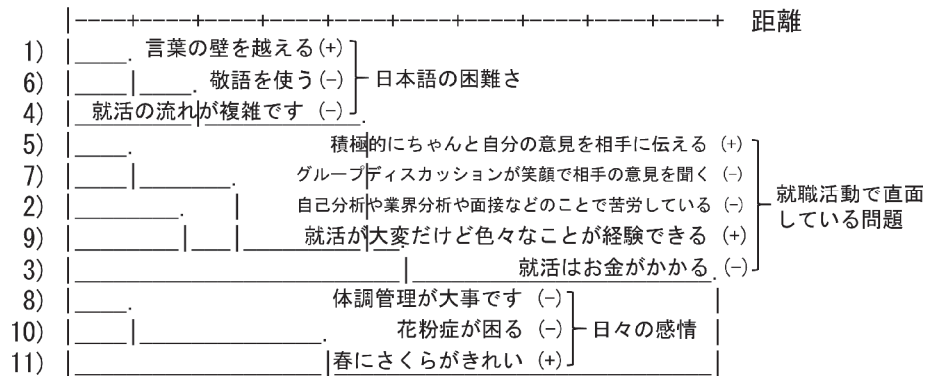 |----+----+----+----+----+----+----+----+----+----+ 距離
1) 言葉の壁を越える(+)
6) 敬語を使う(-) 日本語の困難さ
4) 就活の流れが複雑です (-)
5) 積極的にちゃんと自分の意見を相手に伝える (+)
7) グループディスカッションが笑顔で相手の意見を聞く (-)
2) 自己分析や業界分析や面接などのことで苦労している (-)
就職活動で直面
している問題
9) 就活が大変だけど色々なことが経験できる (+)
3) 就活はお金がかかる (-)
8) 体調管理が大事です (-)
10) 花粉症が困る (-) 日々の感情
11) 春にさくらがきれい (+)